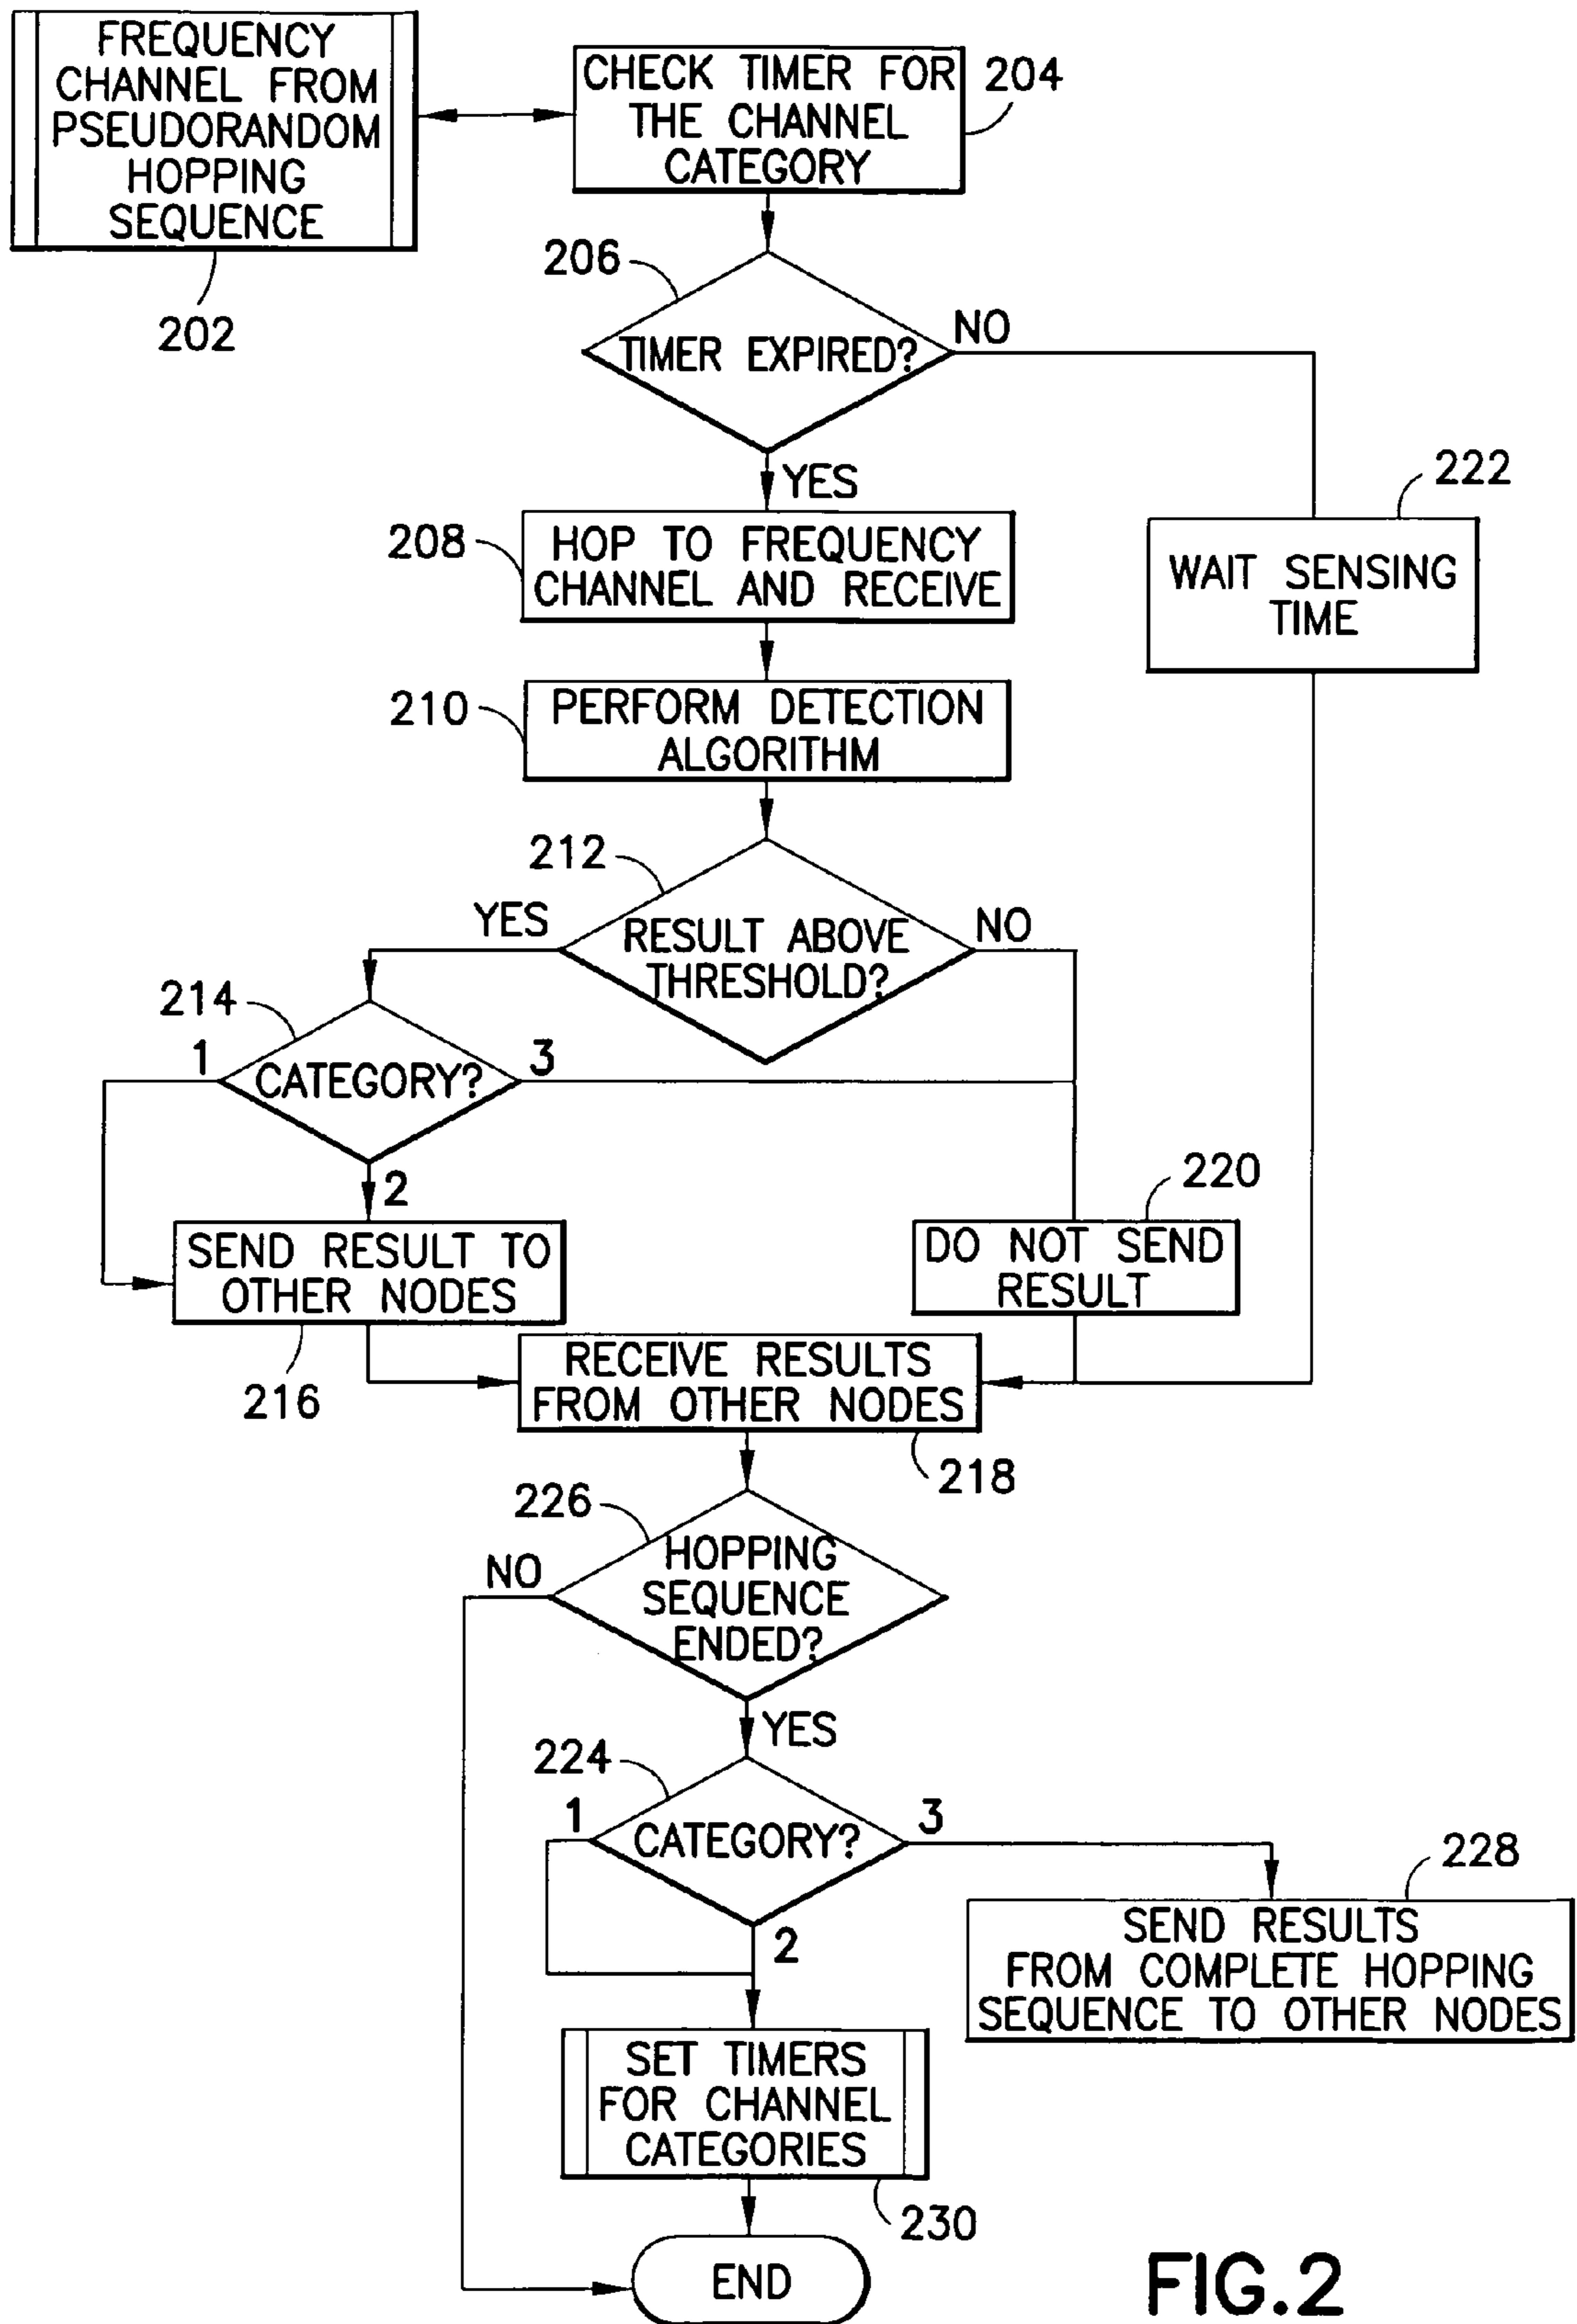 FREQUENCY
CHANNEL FROM
PSEUDORANDOM
HOPPING
SEQUENCE
202
CHECK TIMER FOR
THE CHANNEL
CATEGORY
204
206
TIMER EXPIRED?
NO
YES
222
WAIT SENSING
TIME
208
HOP TO FREQUENCY
CHANNEL AND RECEIVE
210
PERFORM DETECTION
ALGORITHM
212
YES
RESULT ABOVE
THRESHOLD?
NO
214
1
CATEGORY?
3
2
220
SEND RESULT TO
OTHER NODES
216
DO NOT SEND
RESULT
RECEIVE RESULTS
FROM OTHER NODES
218
226
NO
HOPPING
SEQUENCE
ENDED?
YES
224
1
CATEGORY?
3
2
228
SEND RESULTS
FROM COMPLETE HOPPING
SEQUENCE TO OTHER NODES
SET TIMERS
FOR CHANNEL
CATEGORIES
230
END
FIG.2